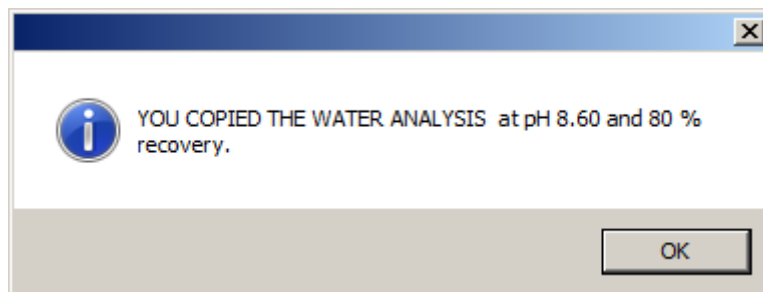 YOU COPIED THE WATER ANALYSIS  at pH 8.60 and 80 %
recovery.
OK